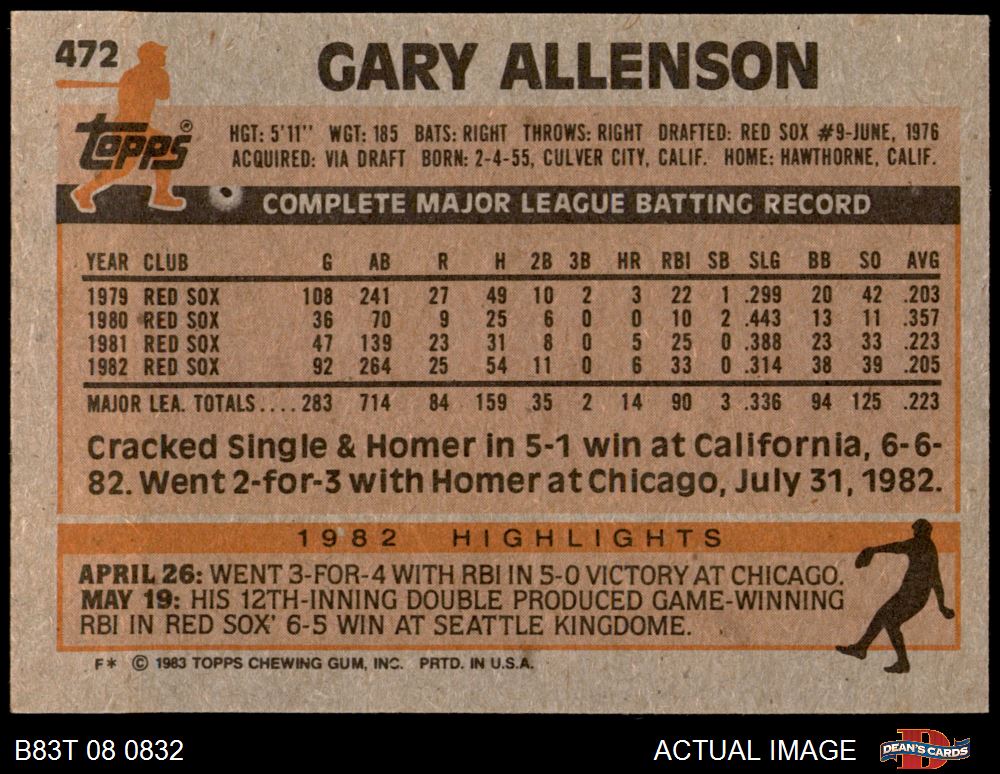 472
GARY ALLENSON
Topps®
HGT: 5'11" WGT: 185 BATS: RIGHT THROWS: RIGHT DRAFTED: RED SOX #9-JUNE, 1976
ACQUIRED: VIA DRAFT BORN: 2-4-55, CULVER CITY, CALIF. HOME: HAWTHORNE, CALIF.
COMPLETE MAJOR LEAGUE BATTING RECORD
YEAR CLUB G AB R H 2B 3B HR RBI SB SLG BB SO AVG
1979 RED SOX 108 241 27 49 10 2 3 22 1 .299 20 42 .203
1980 RED SOX 36 70 9 25 6 0 0 10 2 .443 13 11 .357
1981 RED SOX 47 139 23 31 8 0 5 25 0 .388 23 33 .223
1982 RED SOX 92 264 25 54 11 0 6 33 0 .314 38 39 .205
MAJOR LEA. TOTALS....283 714 84 159 35 2 14 90 3 .336 94 125 .223
Cracked Single & Homer in 5-1 win at California, 6-6-
82. Went 2-for-3 with Homer at Chicago, July 31, 1982.
1982 HIGHLIGHTS
APRIL 26: WENT 3-FOR-4 WITH RBI IN 5-0 VICTORY AT CHICAGO.
MAY 19: HIS 12TH-INNING DOUBLE PRODUCED GAME-WINNING
RBI IN RED SOX' 6-5 WIN AT SEATTLE KINGDOME.
F* © 1983 TOPPS CHEWING GUM, INC. PRTD. IN U.S.A.
B83T 08 0832 ACTUAL IMAGE DEAN'S CARDS